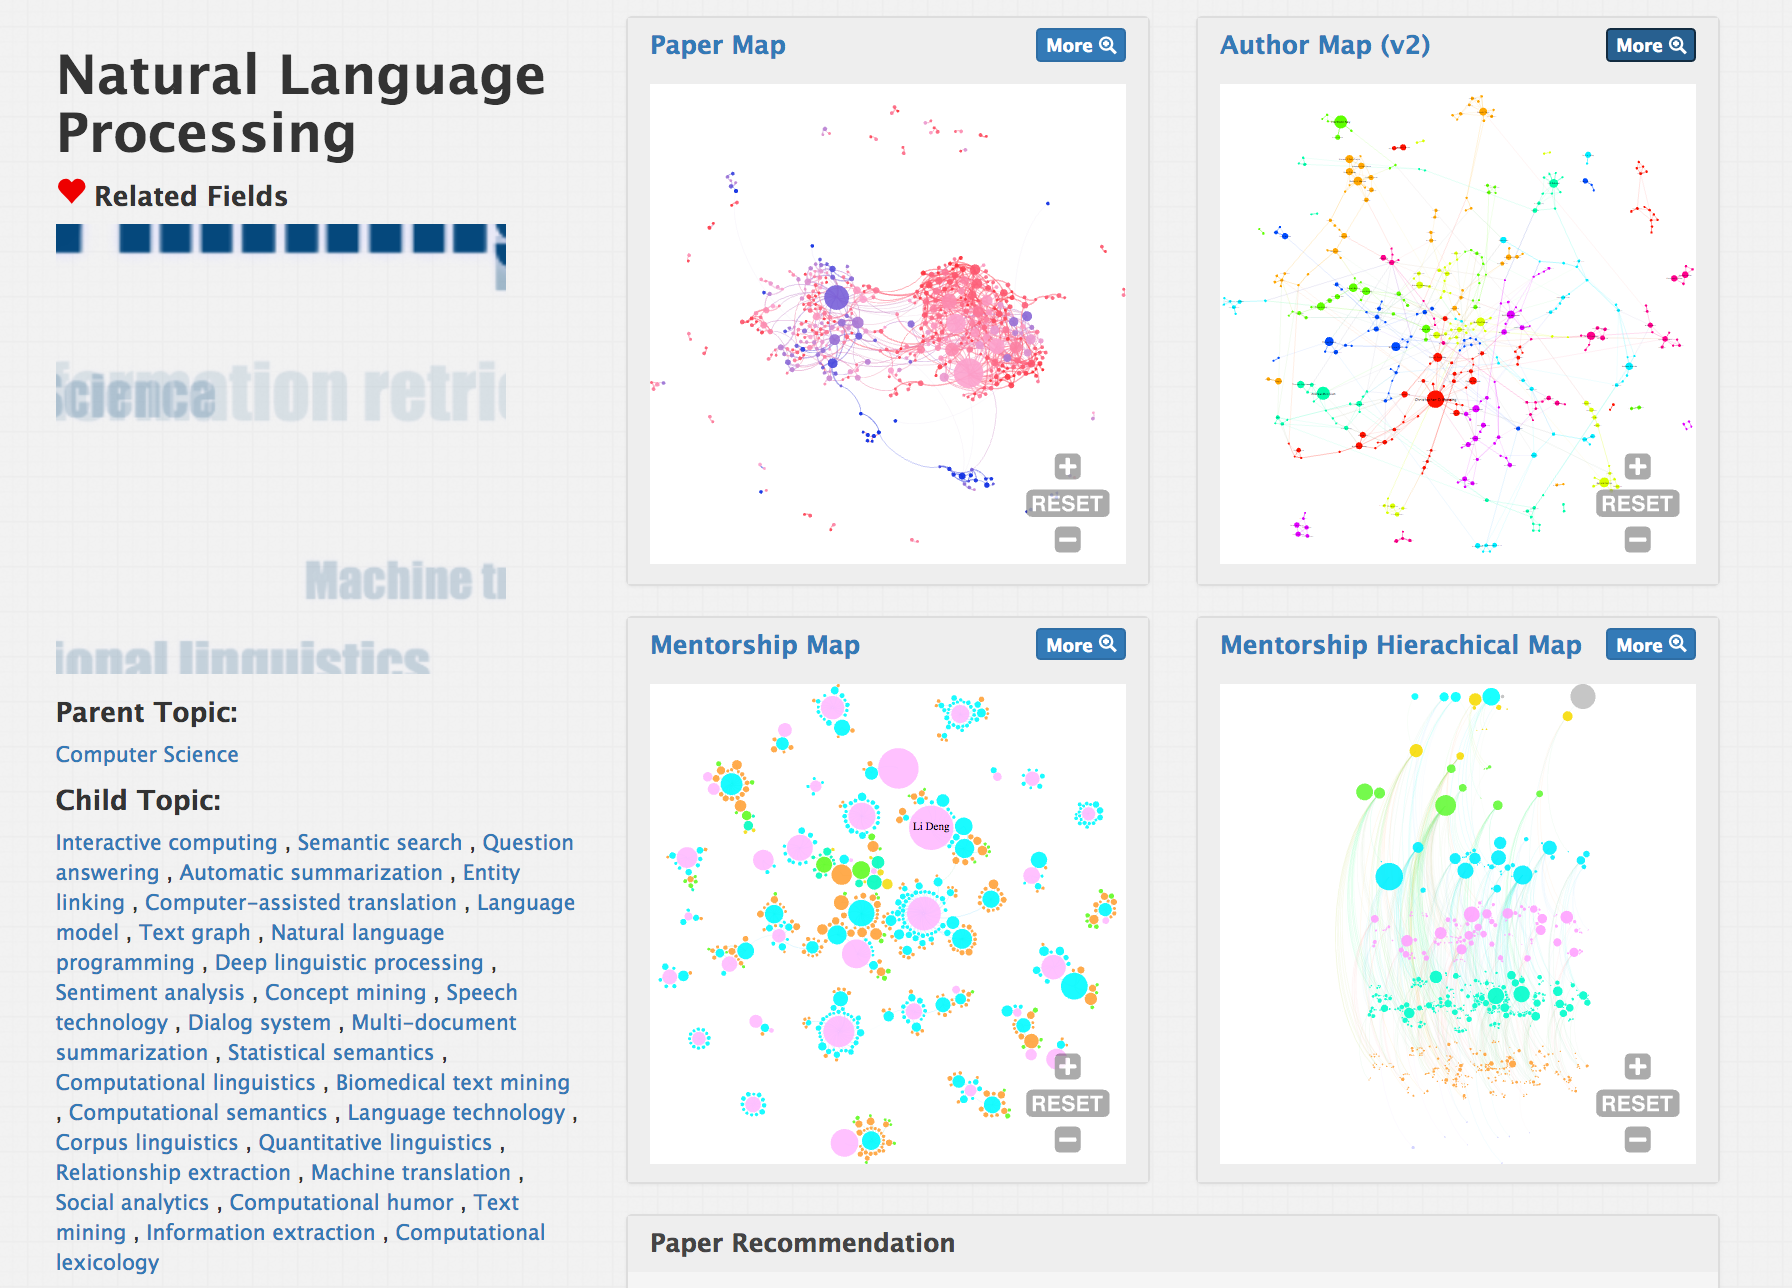 Natural Language
Processing
Related Fields
Science
formation retri
Machine tr
ional linguistics
Parent Topic:
Computer Science
Child Topic:
Interactive computing , Semantic search , Question
answering , Automatic summarization , Entity
linking , Computer-assisted translation , Language
model , Text graph , Natural language
programming , Deep linguistic processing ,
Sentiment analysis , Concept mining , Speech
technology , Dialog system , Multi-document
summarization , Statistical semantics ,
Computational linguistics , Biomedical text mining
, Computational semantics , Language technology ,
Corpus linguistics , Quantitative linguistics ,
Relationship extraction , Machine translation ,
Social analytics , Computational humor , Text
mining , Information extraction , Computational
lexicology
Paper Map
More
RESET
Author Map (v2)
More
RESET
Mentorship Map
More
Li Deng
RESET
Mentorship Hierachical Map
More
RESET
Paper Recommendation